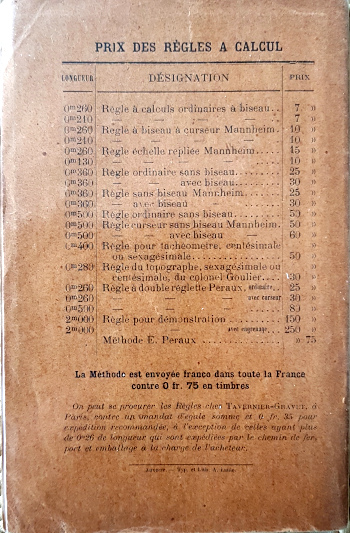 PRIX DES RÈGLES A CALCUL
LONGUEUR DÉSIGNATION PRIX
0m260 Règle à calculs ordinaires à biseau... 7 »
0m210 — — — 7 »
0m260 Règle à biseau à curseur Mannheim. 10 »
0m210 — — — 10 »
0m260 Règle échelle repliée Mannheim.... 15 »
0m130 — — — 10 »
0m360 Règle ordinaire sans biseau........ 25 »
0m360 — — avec biseau........ 30 »
0m360 Règle sans biseau Mannheim....... 25 »
0m360 — avec biseau — ....... 30 »
0m500 Règle ordinaire sans biseau........ 50 »
0m500 Règle curseur sans biseau Mannheim. 50 »
0m500 — — avec biseau — 60 »
0m400 Règle pour tachéomètre, centésimale
ou sexagésimale................ 50 »
0m280 Règle du topographe, sexagésimale ou
centésimale, du colonel Goulier... 30 »
0m260 Règle à double réglette Peraux, ordinaire... 25 »
0m260 — — — avec curseur 30 »
0m500 — — — 80 »
2m000 Règle pour démonstration.......... 150 »
2m000 — — avec engrenage... 250 »
Méthode E. Peraux............ » 75
La Méthode est envoyée franco dans toute la France
contre 0 fr. 75 en timbres
On peut se procurer les Règles chez TAVERNIER-GRAVET, à
Paris, contre un mandat d'égale somme et 0 fr. 35 pour
expédition recommandée, à l'exception de celles ayant plus
de 0m26 de longueur qui sont expédiées par le chemin de fer,
port et emballage à la charge de l'acheteur.
Typ. et Lith. A.